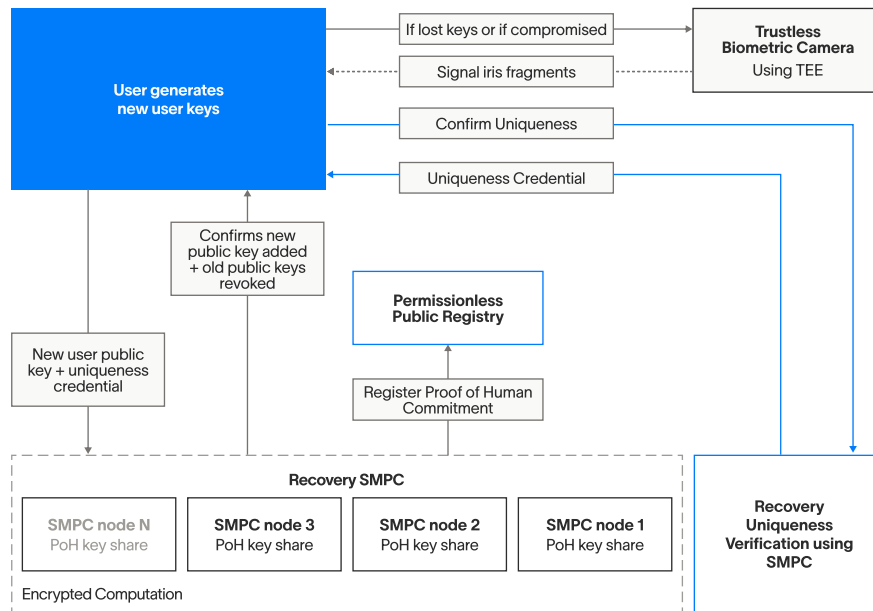 If lost keys or if compromised
Trustless
Biometric Camera
Using TEE
Signal iris fragments
User generates
new user keys
Confirm Uniqueness
Uniqueness Credential
Confirms new
public key added
+ old public keys
revoked
Permissionless
Public Registry
New user public
key + uniqueness
credential
Register Proof of Human
Commitment
Recovery SMPC
SMPC node N
PoH key share
SMPC node 3
PoH key share
SMPC node 2
PoH key share
SMPC node 1
PoH key share
Encrypted Computation
Recovery
Uniqueness
Verification using
SMPC